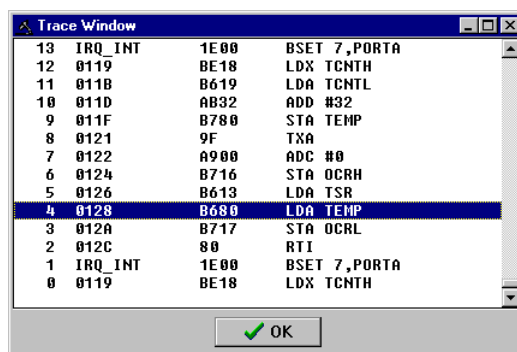 Trace Window
13 IRQ_INT 1E00 BSET 7,PORTA
12 0119 BE18 LDX TCNTH
11 011B B619 LDA TCNTL
10 011D AB32 ADD #32
9 011F B780 STA TEMP
8 0121 9F TXA
7 0122 A900 ADC #0
6 0124 B716 STA OCRH
5 0126 B613 LDA TSR
4 0128 B680 LDA TEMP
3 012A B717 STA OCRL
2 012C 80 RTI
1 IRQ_INT 1E00 BSET 7,PORTA
0 0119 BE18 LDX TCNTH
OK